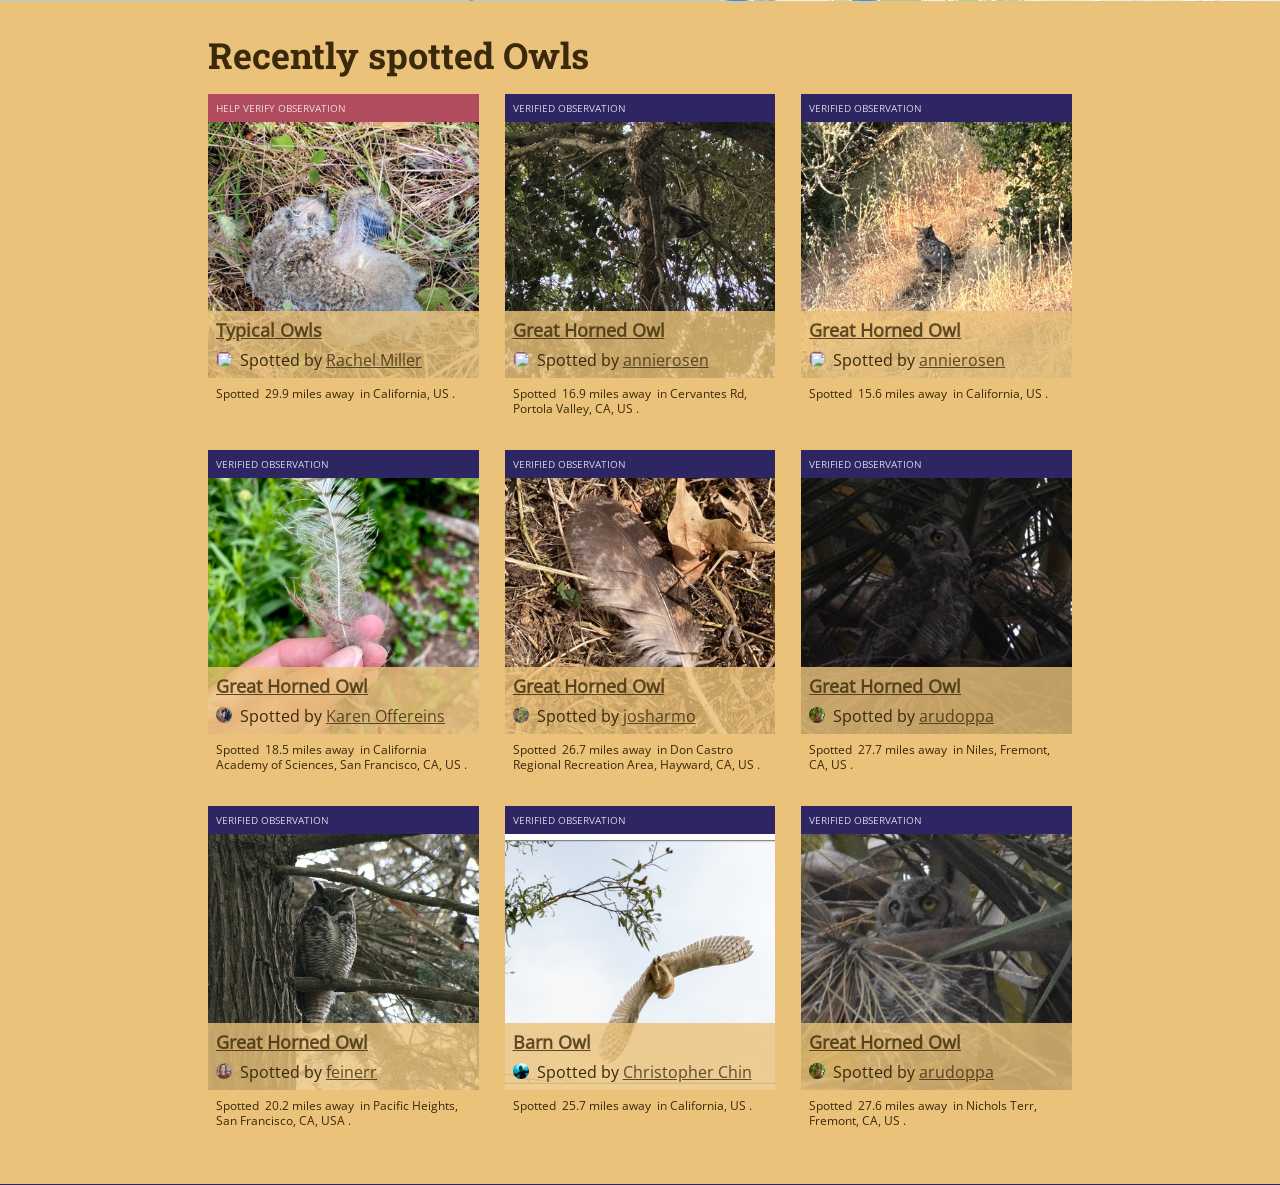 Recently spotted Owls
HELP VERIFY OBSERVATION
Typical Owls
Spotted by Rachel Miller
Spotted 29.9 miles away in California, US .
VERIFIED OBSERVATION
Great Horned Owl
Spotted by annierosen
Spotted 16.9 miles away in Cervantes Rd,
Portola Valley, CA, US .
VERIFIED OBSERVATION
Great Horned Owl
Spotted by annierosen
Spotted 15.6 miles away in California, US .
VERIFIED OBSERVATION
Great Horned Owl
Spotted by Karen Offereins
Spotted 18.5 miles away in California
Academy of Sciences, San Francisco, CA, US .
VERIFIED OBSERVATION
Great Horned Owl
Spotted by josharmo
Spotted 26.7 miles away in Don Castro
Regional Recreation Area, Hayward, CA, US .
VERIFIED OBSERVATION
Great Horned Owl
Spotted by arudoppa
Spotted 27.7 miles away in Niles, Fremont,
CA, US .
VERIFIED OBSERVATION
Great Horned Owl
Spotted by feinerr
Spotted 20.2 miles away in Pacific Heights,
San Francisco, CA, USA .
VERIFIED OBSERVATION
Barn Owl
Spotted by Christopher Chin
Spotted 25.7 miles away in California, US .
VERIFIED OBSERVATION
Great Horned Owl
Spotted by arudoppa
Spotted 27.6 miles away in Nichols Terr,
Fremont, CA, US .